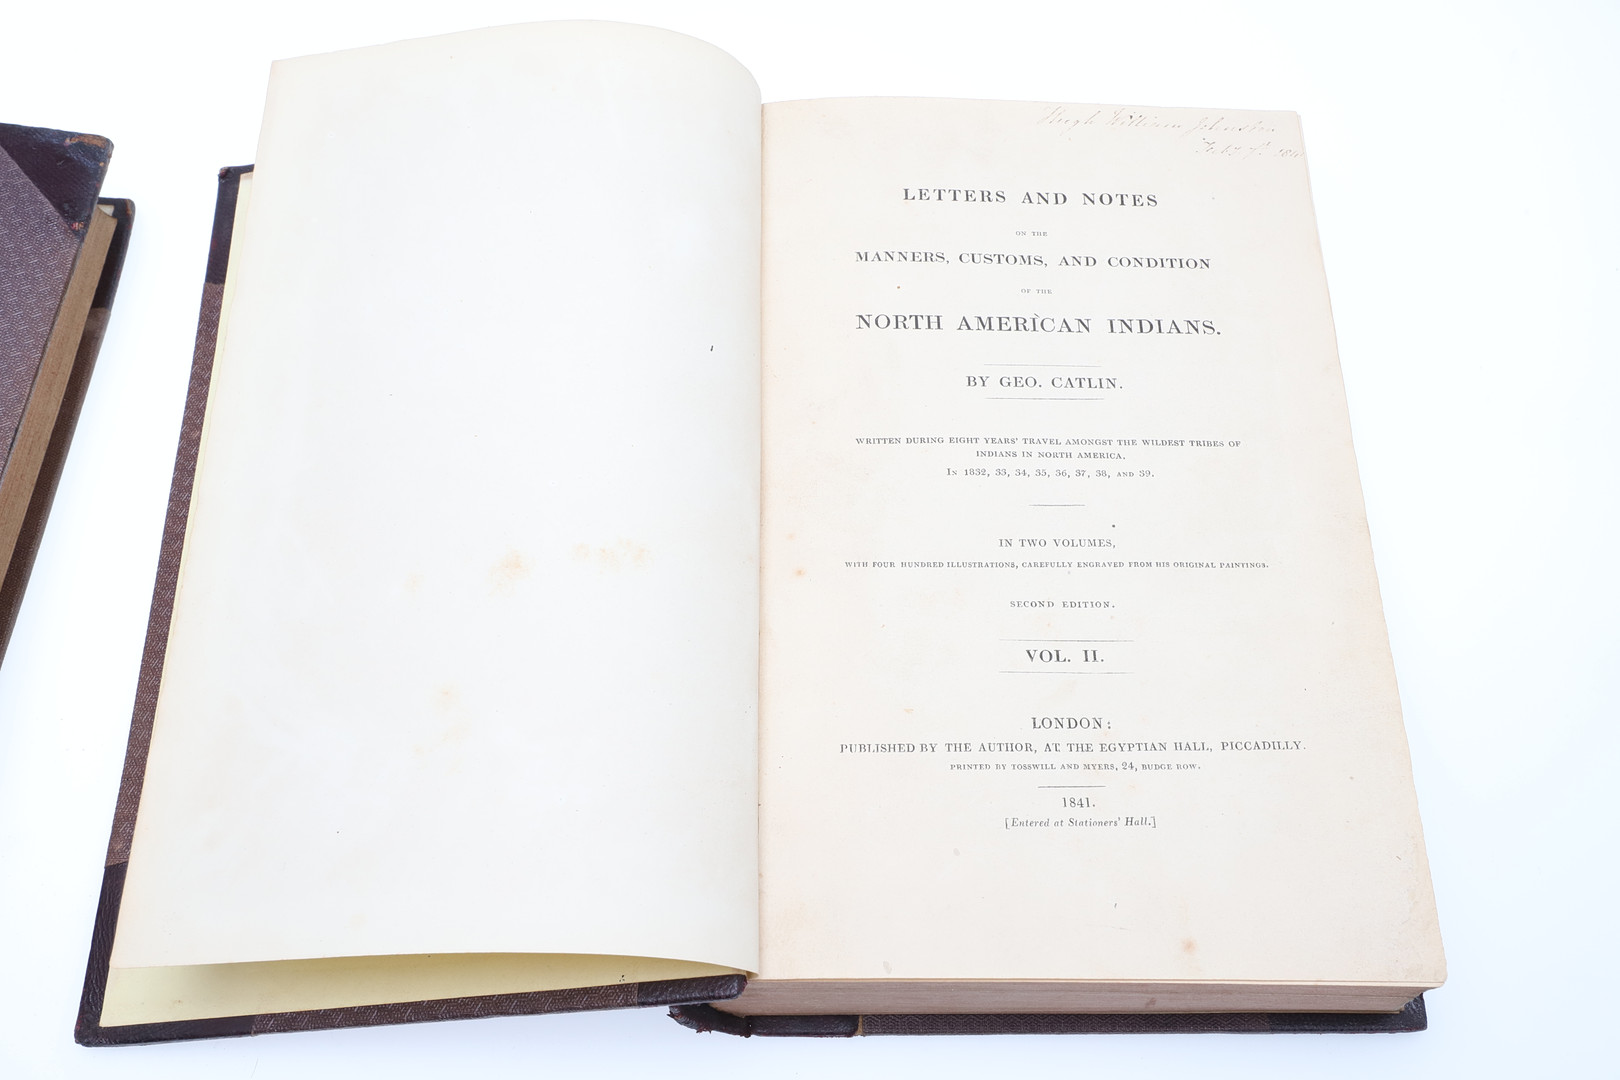 Hugh William Johnston
LETTERS AND NOTES
ON THE
MANNERS, CUSTOMS, AND CONDITION
OF THE
NORTH AMERICAN INDIANS.
BY GEO. CATLIN.
WRITTEN DURING EIGHT YEARS' TRAVEL AMONGST THE WILDEST TRIBES OF
INDIANS IN NORTH AMERICA,
IN 1832, 33, 34, 35, 36, 37, 38, AND 39.
IN TWO VOLUMES,
WITH FOUR HUNDRED ILLUSTRATIONS, CAREFULLY ENGRAVED FROM HIS ORIGINAL PAINTINGS.
SECOND EDITION.
VOL. II.
LONDON:
PUBLISHED BY THE AUTHOR, AT THE EGYPTIAN HALL, PICCADILLY.
PRINTED BY TOSSWILL AND MYERS, 24, BUDGE ROW.
1841.
[Entered at Stationers' Hall.]